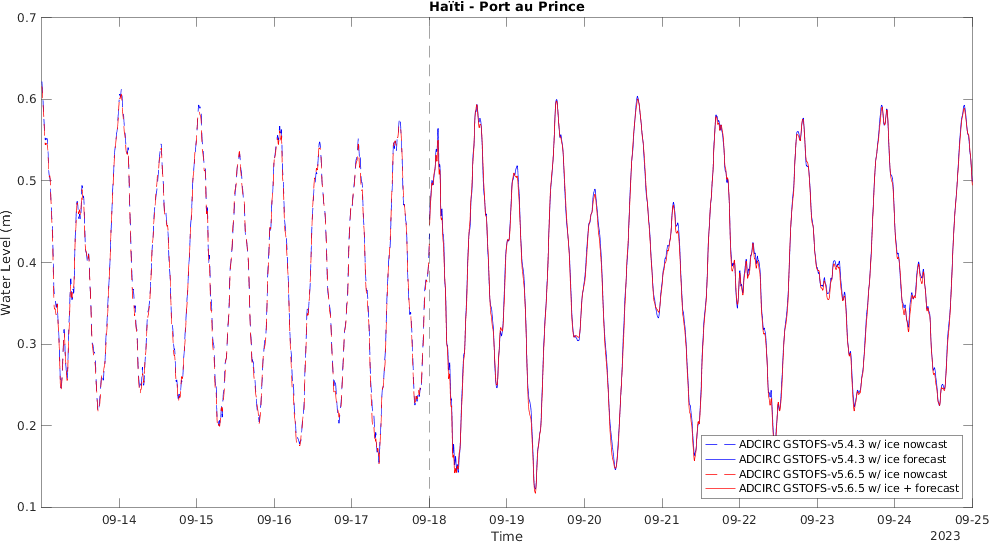 Haïti - Port au Prince
Water Level (m)
0.7
0.6
0.5
0.4
0.3
0.2
0.1
ADCIRC GSTOFS-v5.4.3 w/ ice nowcast
ADCIRC GSTOFS-v5.4.3 w/ ice forecast
ADCIRC GSTOFS-v5.6.5 w/ ice nowcast
ADCIRC GSTOFS-v5.6.5 w/ ice + forecast
09-14 09-15 09-16 09-17 09-18 09-19 09-20 09-21 09-22 09-23 09-24 09-25
Time
2023